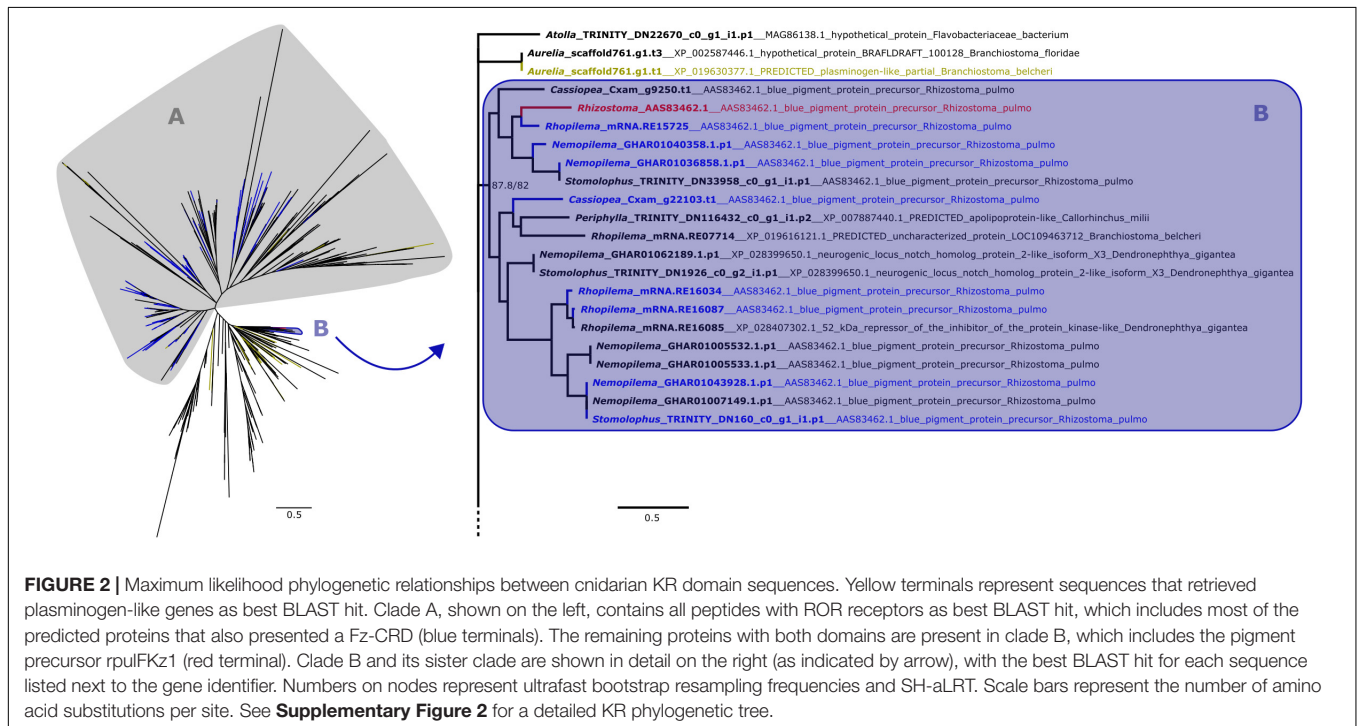 A
B
0.5
Atolla_TRINITY_DN22670_c0_g1_i1.p1__MAG86138.1_hypothetical_protein_Flavobacteriaceae_bacterium
Aurelia_scaffold761.g1.t3__XP_002587446.1_hypothetical_protein_BRAFLDRAFT_100128_Branchiostoma_floridae
Aurelia_scaffold761.g1.t1__XP_019630377.1_PREDICTED_plasminogen-like_partial_Branchiostoma_belcheri
Cassiopea_Cxam_g9250.t1__AAS83462.1_blue_pigment_protein_precursor_Rhizostoma_pulmo
B
Rhizostoma_AAS83462.1__AAS83462.1_blue_pigment_protein_precursor_Rhizostoma_pulmo
Rhopilema_mRNA.RE15725__AAS83462.1_blue_pigment_protein_precursor_Rhizostoma_pulmo
Nemopilema_GHAR01040358.1.p1__AAS83462.1_blue_pigment_protein_precursor_Rhizostoma_pulmo
Nemopilema_GHAR01036858.1.p1__AAS83462.1_blue_pigment_protein_precursor_Rhizostoma_pulmo
Stomolophus_TRINITY_DN33958_c0_g1_i1.p1__AAS83462.1_blue_pigment_protein_precursor_Rhizostoma_pulmo
87.8/82
Cassiopea_Cxam_g22103.t1__AAS83462.1_blue_pigment_protein_precursor_Rhizostoma_pulmo
Periphylla_TRINITY_DN116432_c0_g1_i1.p2__XP_007887440.1_PREDICTED_apolipoprotein-like_Callorhinchus_milii
Rhopilema_mRNA.RE07714__XP_019616121.1_PREDICTED_uncharacterized_protein_LOC109463712_Branchiostoma_belcheri
Nemopilema_GHAR01062189.1.p1__XP_028399650.1_neurogenic_locus_notch_homolog_protein_2-like_isoform_X3_Dendronephthya_gigantea
Stomolophus_TRINITY_DN1926_c0_g2_i1.p1__XP_028399650.1_neurogenic_locus_notch_homolog_protein_2-like_isoform_X3_Dendronephthya_gigantea
Rhopilema_mRNA.RE16034__AAS83462.1_blue_pigment_protein_precursor_Rhizostoma_pulmo
Rhopilema_mRNA.RE16087__AAS83462.1_blue_pigment_protein_precursor_Rhizostoma_pulmo
Rhopilema_mRNA.RE16085__XP_028407302.1_52_kDa_repressor_of_the_inhibitor_of_the_protein_kinase-like_Dendronephthya_gigantea
Nemopilema_GHAR01005532.1.p1__AAS83462.1_blue_pigment_protein_precursor_Rhizostoma_pulmo
Nemopilema_GHAR01005533.1.p1__AAS83462.1_blue_pigment_protein_precursor_Rhizostoma_pulmo
Nemopilema_GHAR01043928.1.p1__AAS83462.1_blue_pigment_protein_precursor_Rhizostoma_pulmo
Nemopilema_GHAR01007149.1.p1__AAS83462.1_blue_pigment_protein_precursor_Rhizostoma_pulmo
Stomolophus_TRINITY_DN160_c0_g1_i1.p1__AAS83462.1_blue_pigment_protein_precursor_Rhizostoma_pulmo
0.5
FIGURE 2 | Maximum likelihood phylogenetic relationships between cnidarian KR domain sequences. Yellow terminals represent sequences that retrieved
plasminogen-like genes as best BLAST hit. Clade A, shown on the left, contains all peptides with ROR receptors as best BLAST hit, which includes most of the
predicted proteins that also presented a Fz-CRD (blue terminals). The remaining proteins with both domains are present in clade B, which includes the pigment
precursor rpulFKz1 (red terminal). Clade B and its sister clade are shown in detail on the right (as indicated by arrow), with the best BLAST hit for each sequence
listed next to the gene identifier. Numbers on nodes represent ultrafast bootstrap resampling frequencies and SH-aLRT. Scale bars represent the number of amino
acid substitutions per site. See Supplementary Figure 2 for a detailed KR phylogenetic tree.